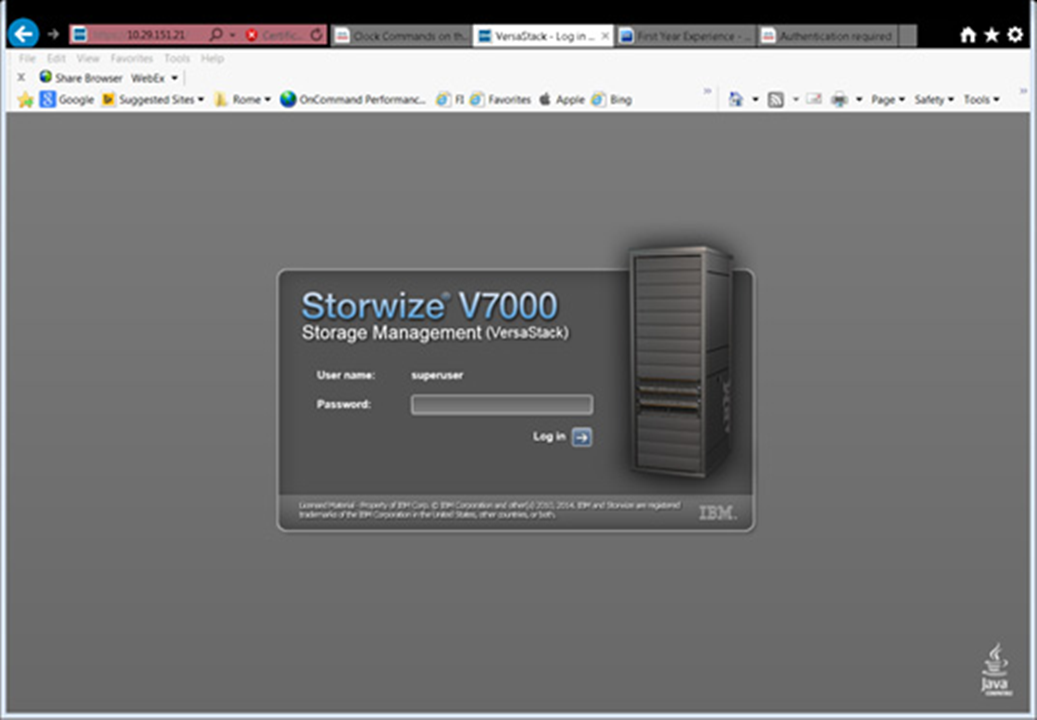 https://10.29.151.21 Certific... Clock Commands on th... VersaStack - Log in ... First Year Experience - ... Authentication required
File Edit View Favorites Tools Help
X Share Browser WebEx
Google Suggested Sites Rome OnCommand Performanc... FI Favorites Apple Bing Page Safety Tools
Storwize® V7000
Storage Management (VersaStack)
User name: superuser
Password:
Log in
Licensed Material - Property of IBM Corp. © IBM Corporation and other(s) 2010, 2014. IBM and Storwize are registered
trademarks of the IBM Corporation in the United States, other countries, or both.
IBM.
Java
COMPATIBLE